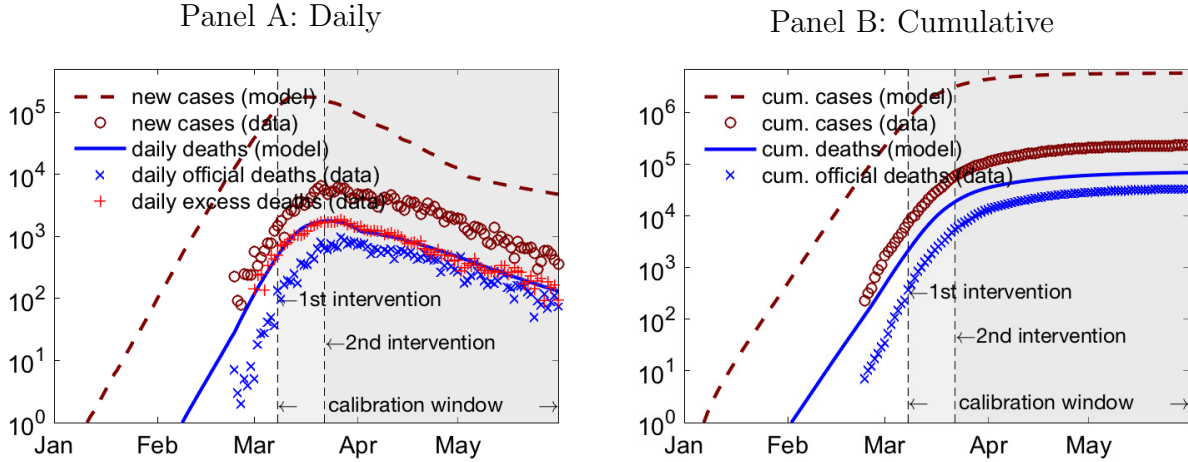 Panel A: Daily
10^5
10^4
10^3
10^2
10^1
10^0
new cases (model)
new cases (data)
daily deaths (model)
daily official deaths (data)
daily excess deaths (data)
←1st intervention
←2nd intervention
← calibration window →
Jan Feb Mar Apr May
Panel B: Cumulative
10^6
10^5
10^4
10^3
10^2
10^1
10^0
cum. cases (model)
cum. cases (data)
cum. deaths (model)
cum. official deaths (data)
←1st intervention
←2nd intervention
← calibration window →
Jan Feb Mar Apr May